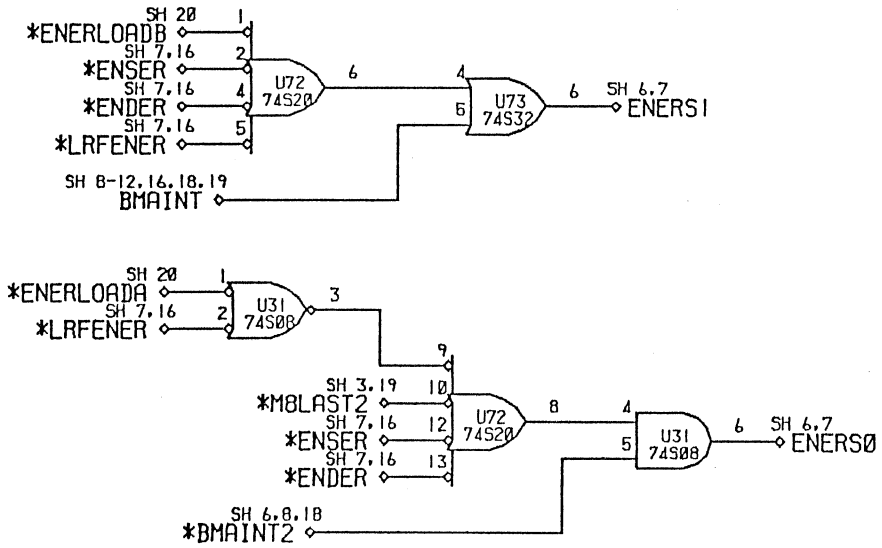 SH 20
*ENERLOADB 1
SH 7,16
*ENSER 2
SH 7,16
*ENDER 4
SH 7,16
*LRFENER 5
U72
74S20
6
4
5
U73
74S32
6
SH 6,7
ENERS1
SH 8-12,16,18,19
BMAINT
SH 20
*ENERLOADA 1
SH 7,16
*LRFENER 2
U31
74S08
3
9
SH 3,19
*M8LAST2 10
SH 7,16
*ENSER 12
SH 7,16
*ENDER 13
U72
74S20
8
4
5
U31
74S08
6
SH 6,7
ENERS0
SH 6,8,18
*BMAINT2